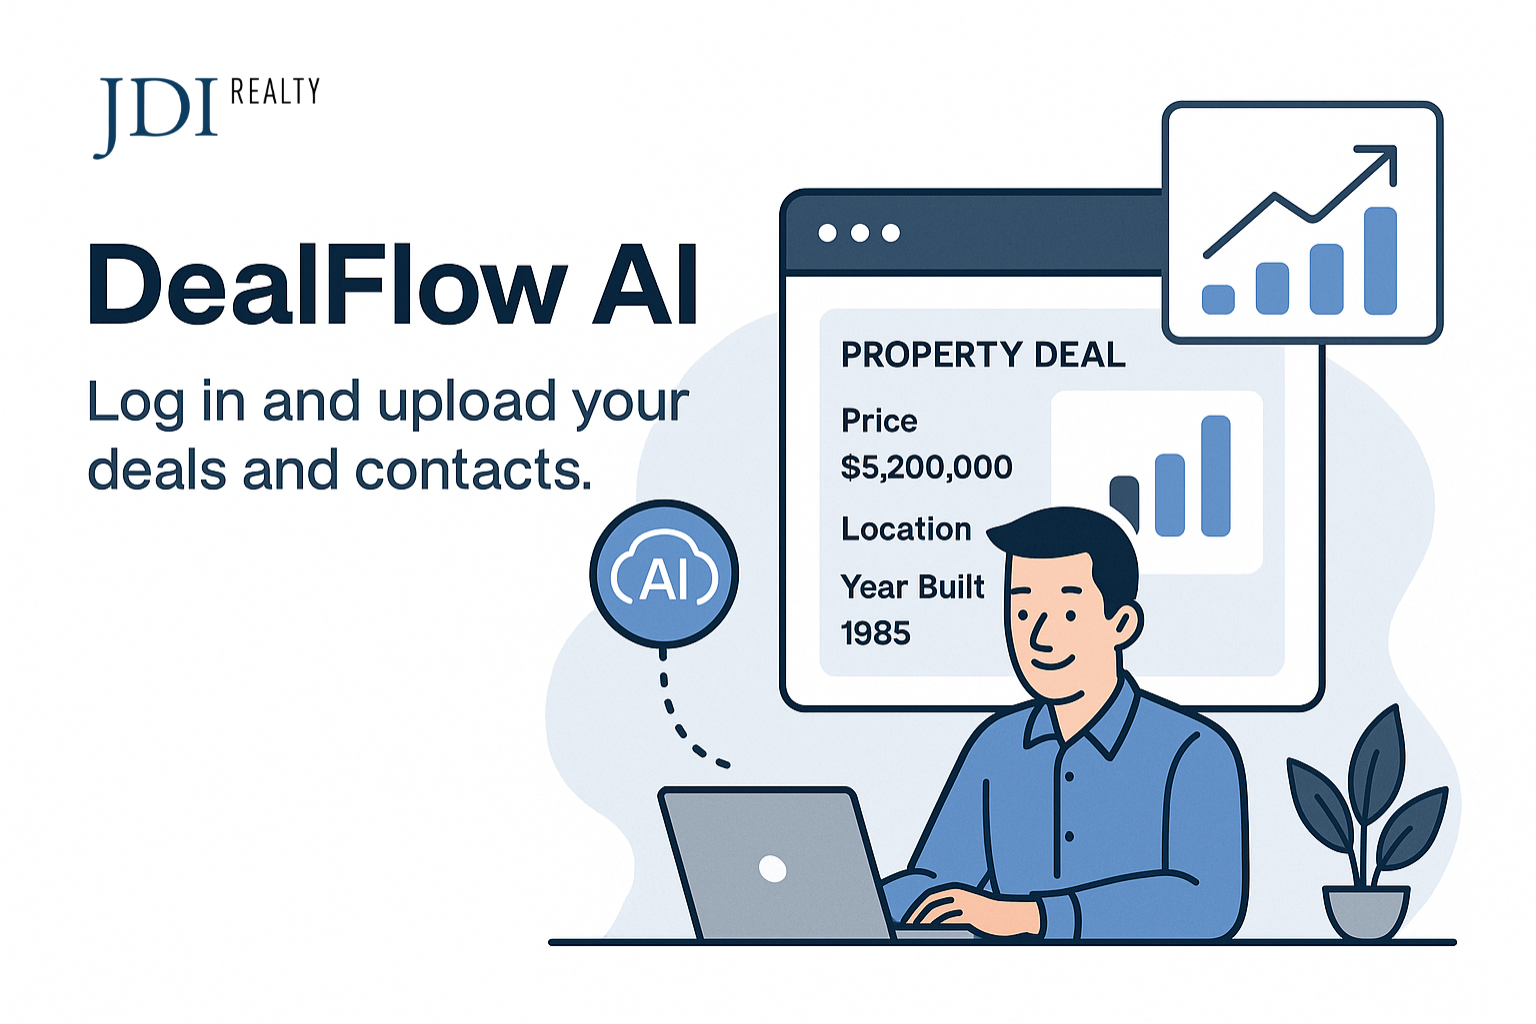 JDI REALTY
DealFlow AI
Log in and upload your
deals and contacts.
AI
PROPERTY DEAL
Price
$5,200,000
Location
Year Built
1985